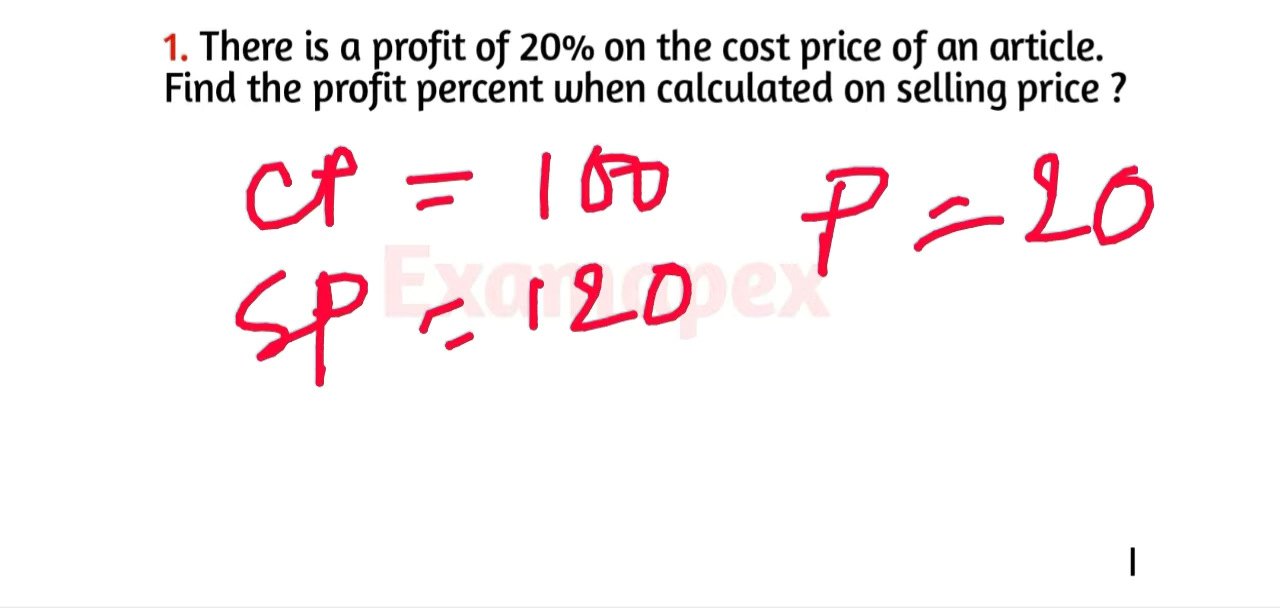 1. There is a profit of 20% on the cost price of an article.
Find the profit percent when calculated on selling price ?
CP = 100 P = 20
SP = 120
Examapex